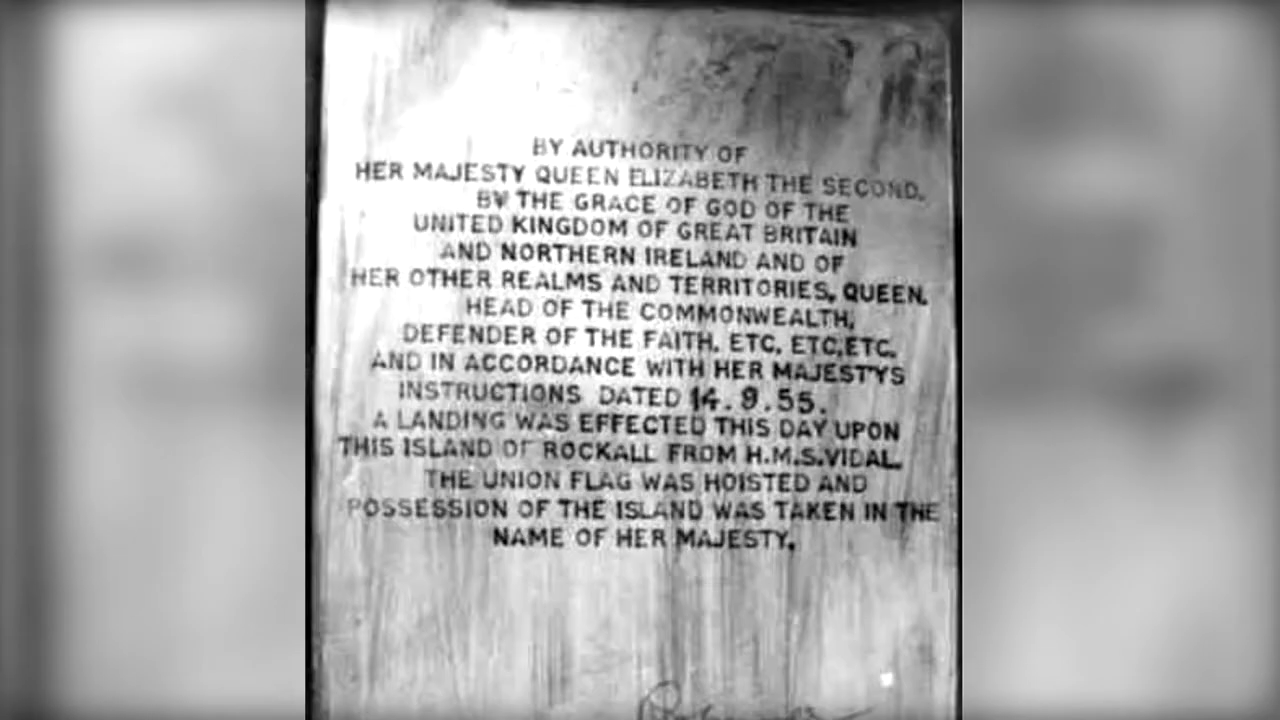 BY AUTHORITY OF
HER MAJESTY QUEEN ELIZABETH THE SECOND.
BY THE GRACE OF GOD OF THE
UNITED KINGDOM OF GREAT BRITAIN
AND NORTHERN IRELAND AND OF
HER OTHER REALMS AND TERRITORIES, QUEEN.
HEAD OF THE COMMONWEALTH,
DEFENDER OF THE FAITH, ETC, ETC,ETC.
AND IN ACCORDANCE WITH HER MAJESTYS
INSTRUCTIONS DATED 14.9.55.
A LANDING WAS EFFECTED THIS DAY UPON
THIS ISLAND OF ROCKALL FROM H.M.S.VIDAL.
THE UNION FLAG WAS HOISTED AND
POSSESSION OF THE ISLAND WAS TAKEN IN THE
NAME OF HER MAJESTY.